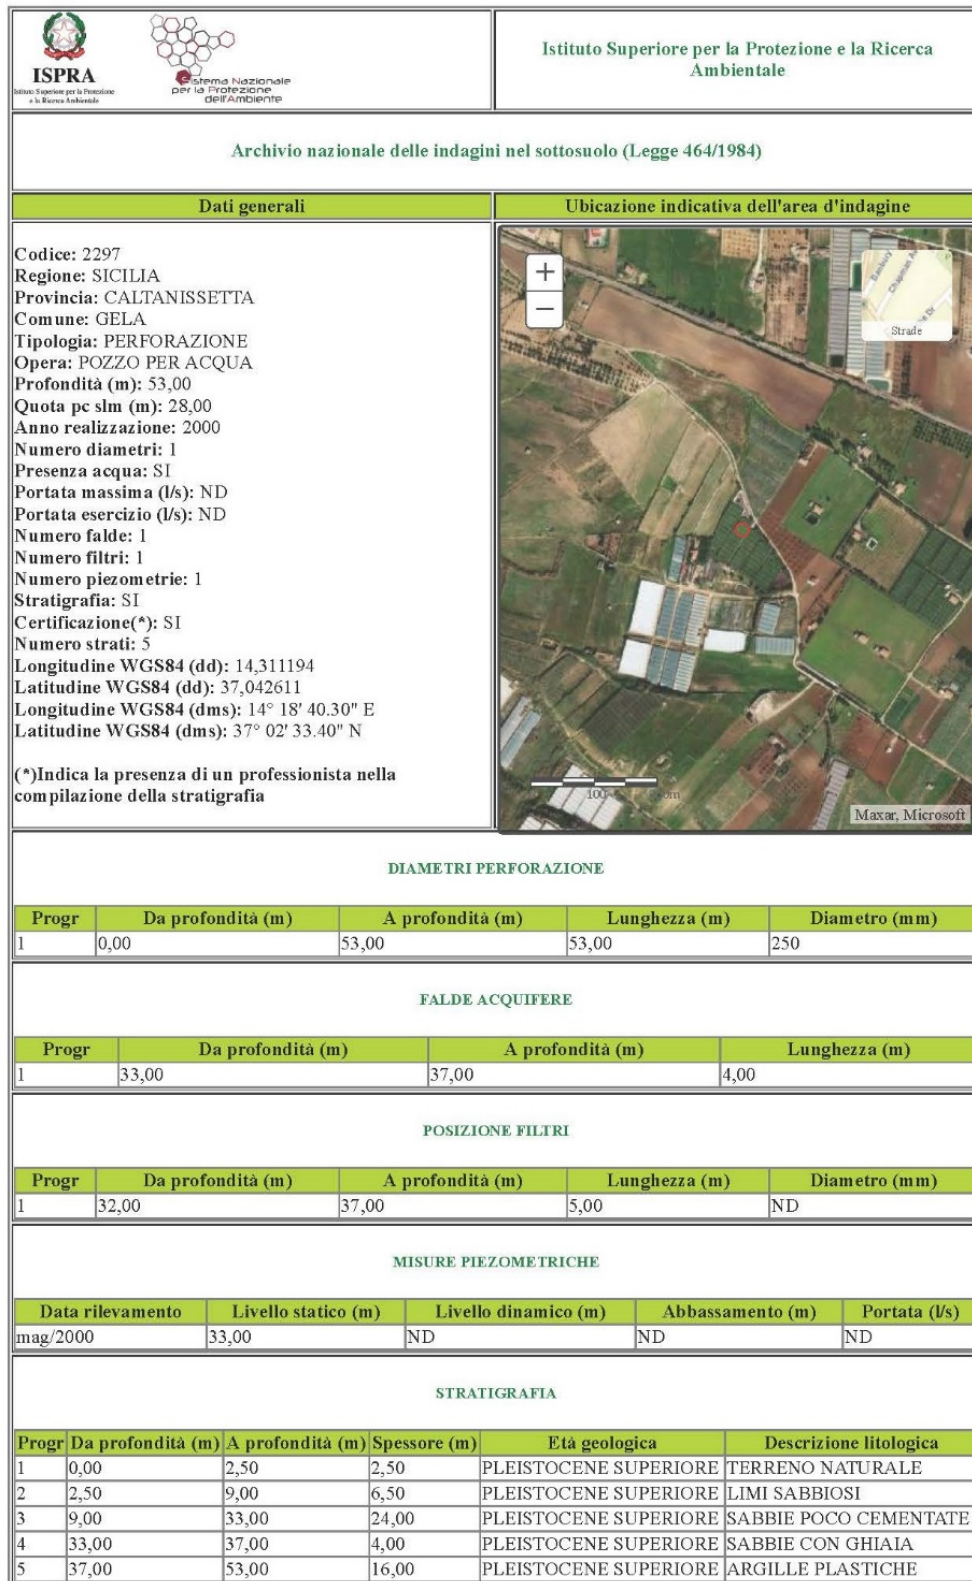 ISPRA
Istituto Superiore per la Protezione
e la Ricerca Ambientale
Sistema Nazionale
per la Protezione
dell'Ambiente
Istituto Superiore per la Protezione e la Ricerca
Ambientale
Archivio nazionale delle indagini nel sottosuolo (Legge 464/1984)
Dati generali
Ubicazione indicativa dell'area d'indagine
Codice: 2297
Regione: SICILIA
Provincia: CALTANISSETTA
Comune: GELA
Tipologia: PERFORAZIONE
Opera: POZZO PER ACQUA
Profondità (m): 53,00
Quota pc slm (m): 28,00
Anno realizzazione: 2000
Numero diametri: 1
Presenza acqua: SI
Portata massima (l/s): ND
Portata esercizio (l/s): ND
Numero falde: 1
Numero filtri: 1
Numero piezometrie: 1
Stratigrafia: SI
Certificazione(*): SI
Numero strati: 5
Longitudine WGS84 (dd): 14,311194
Latitudine WGS84 (dd): 37,042611
Longitudine WGS84 (dms): 14° 18' 40.30" E
Latitudine WGS84 (dms): 37° 02' 33.40" N
(*)Indica la presenza di un professionista nella
compilazione della stratigrafia
+
−
Strade
100
Maxar, Microsoft
DIAMETRI PERFORAZIONE
Progr Da profondità (m) A profondità (m) Lunghezza (m) Diametro (mm)
1 0,00 53,00 53,00 250
FALDE ACQUIFERE
Progr Da profondità (m) A profondità (m) Lunghezza (m)
1 33,00 37,00 4,00
POSIZIONE FILTRI
Progr Da profondità (m) A profondità (m) Lunghezza (m) Diametro (mm)
1 32,00 37,00 5,00 ND
MISURE PIEZOMETRICHE
Data rilevamento Livello statico (m) Livello dinamico (m) Abbassamento (m) Portata (l/s)
mag/2000 33,00 ND ND ND
STRATIGRAFIA
Progr Da profondità (m) A profondità (m) Spessore (m) Età geologica Descrizione litologica
1 0,00 2,50 2,50 PLEISTOCENE SUPERIORE TERRENO NATURALE
2 2,50 9,00 6,50 PLEISTOCENE SUPERIORE LIMI SABBIOSI
3 9,00 33,00 24,00 PLEISTOCENE SUPERIORE SABBIE POCO CEMENTATE
4 33,00 37,00 4,00 PLEISTOCENE SUPERIORE SABBIE CON GHIAIA
5 37,00 53,00 16,00 PLEISTOCENE SUPERIORE ARGILLE PLASTICHE